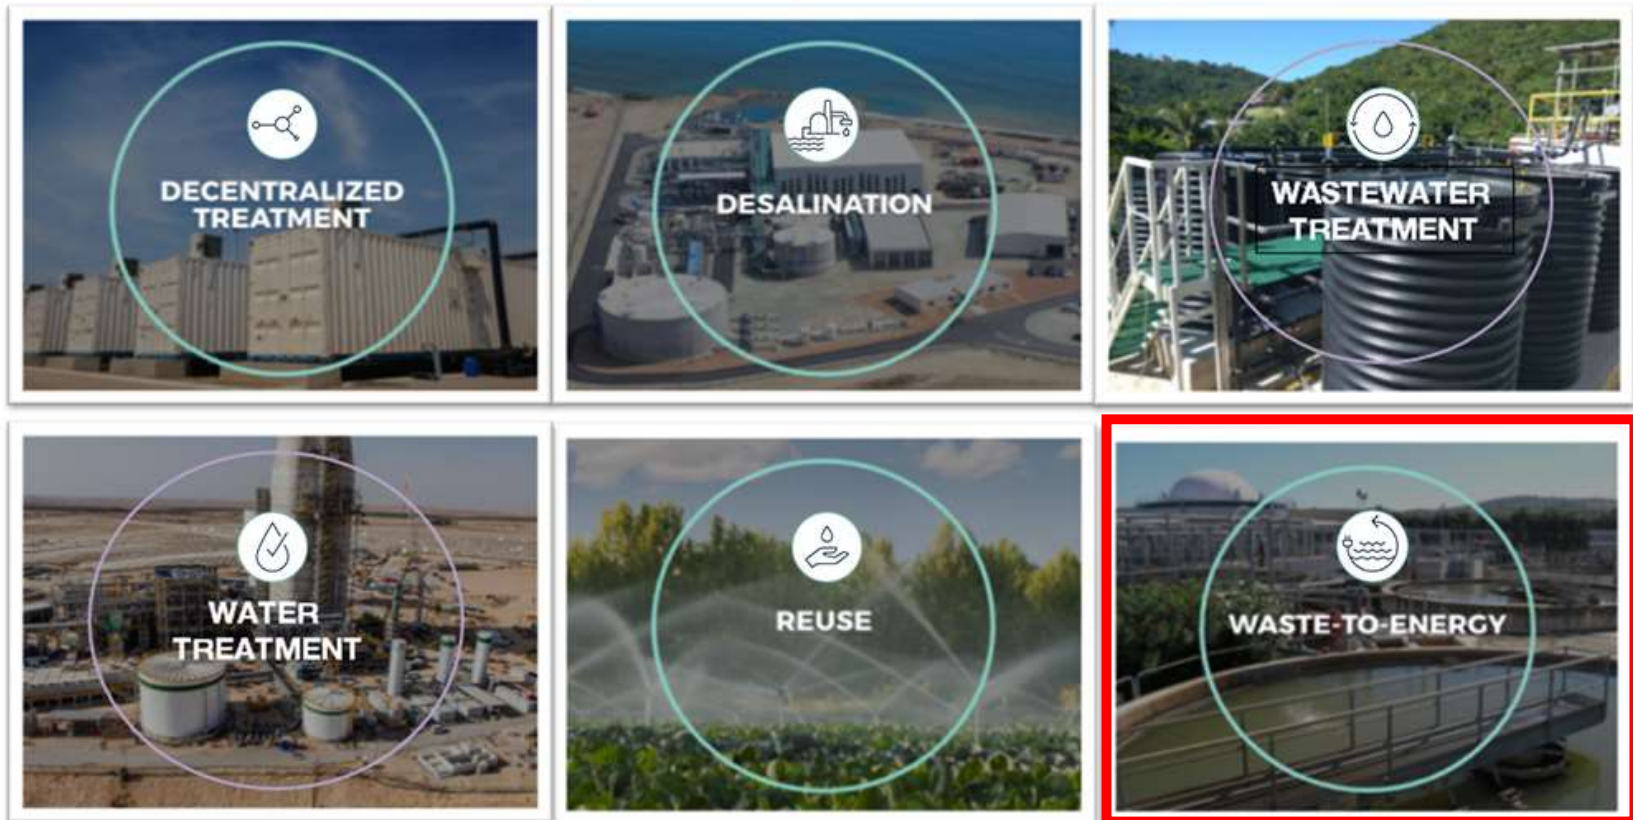 DECENTRALIZED
TREATMENT
DESALINATION
WASTEWATER
TREATMENT
WATER
TREATMENT
REUSE
WASTE-TO-ENERGY